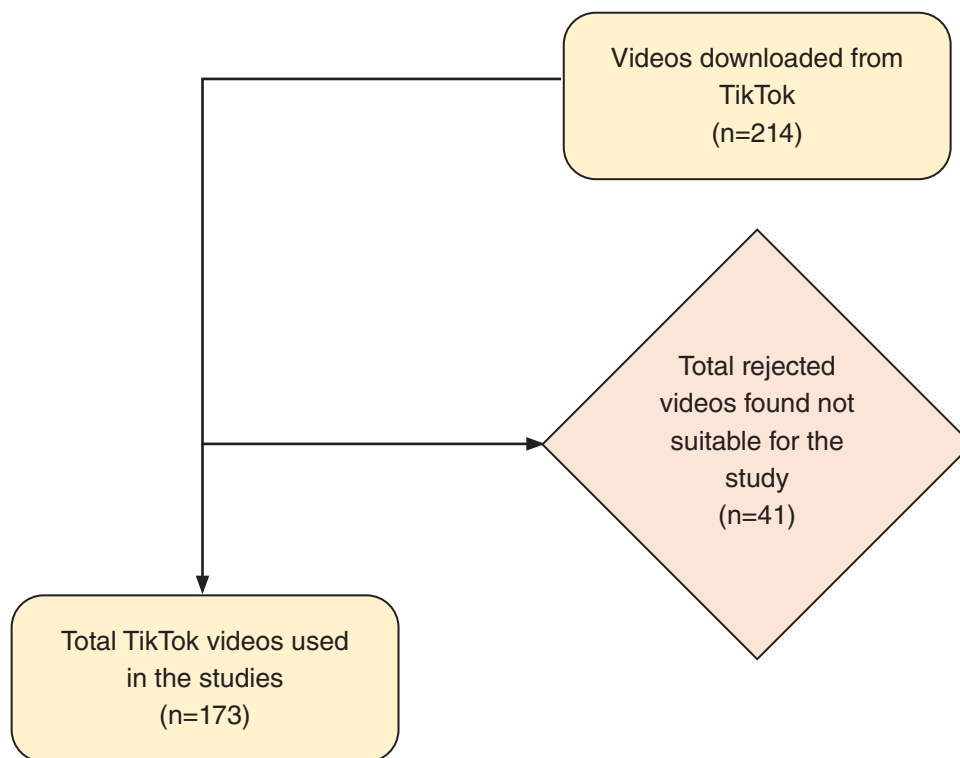 Videos downloaded from
TikTok
(n=214)
Total rejected
videos found not
suitable for the
study
(n=41)
Total TikTok videos used
in the studies
(n=173)